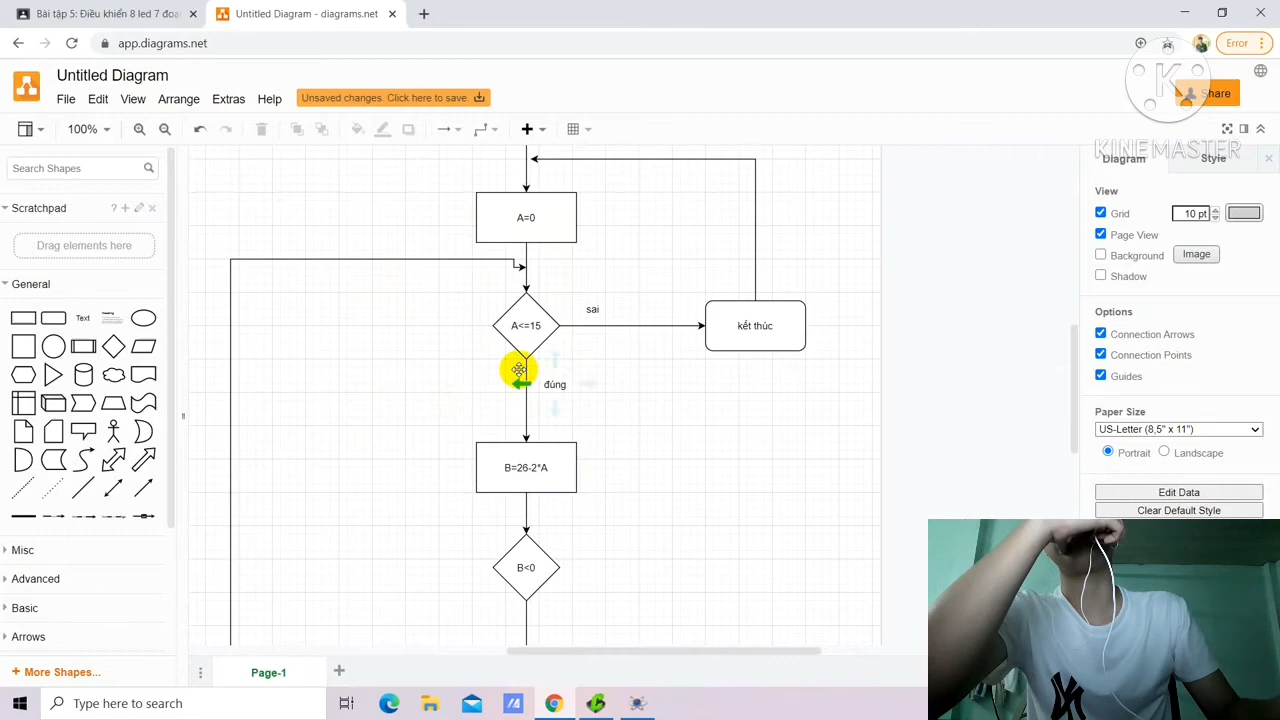 Bài tập 5: Điều khiển 8 led 7 đoạ
Untitled Diagram - diagrams.net
app.diagrams.net
Error
Untitled Diagram
File Edit View Arrange Extras Help
Unsaved changes. Click here to save.
Share
KINEMASTER
100%
Search Shapes
Scratchpad
Drag elements here
General
Text
Heading
Misc
Advanced
Basic
Arrows
+ More Shapes...
A=0
A<=15
sai
kết thúc
đúng
B=26-2*A
B<0
Diagram
Style
View
Grid
10 pt
Page View
Background
Image
Shadow
Options
Connection Arrows
Connection Points
Guides
Paper Size
US-Letter (8,5" x 11")
Portrait
Landscape
Edit Data
Clear Default Style
Page-1
Type here to search